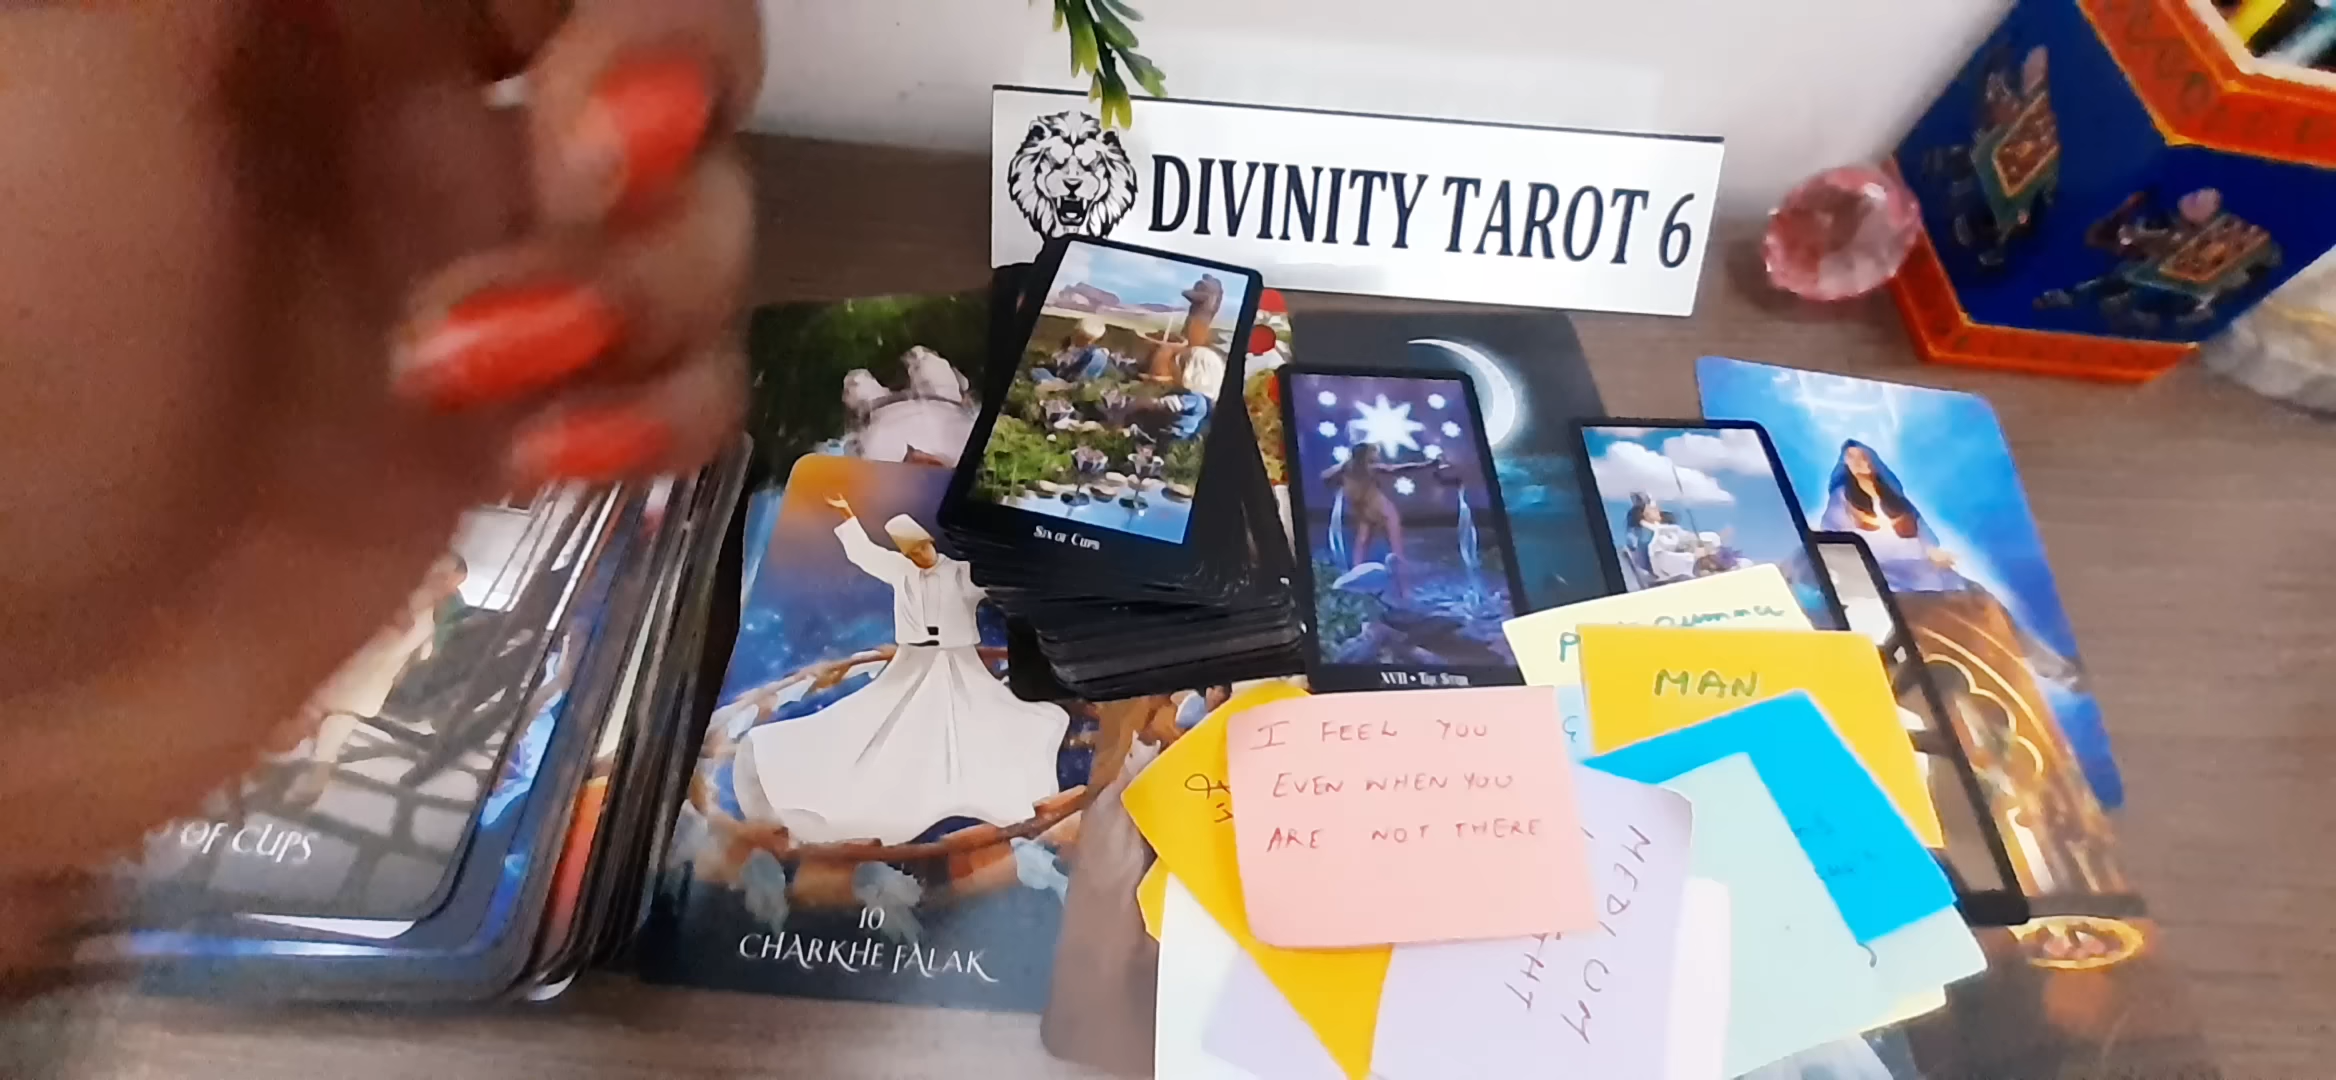 DIVINITY TAROT 6
SIX OF CUPS
XVII • THE STAR
MAN
I FEEL YOU
EVEN WHEN YOU
ARE NOT THERE
MEDIUM
OF CUPS
10
CHARKHE FALAK